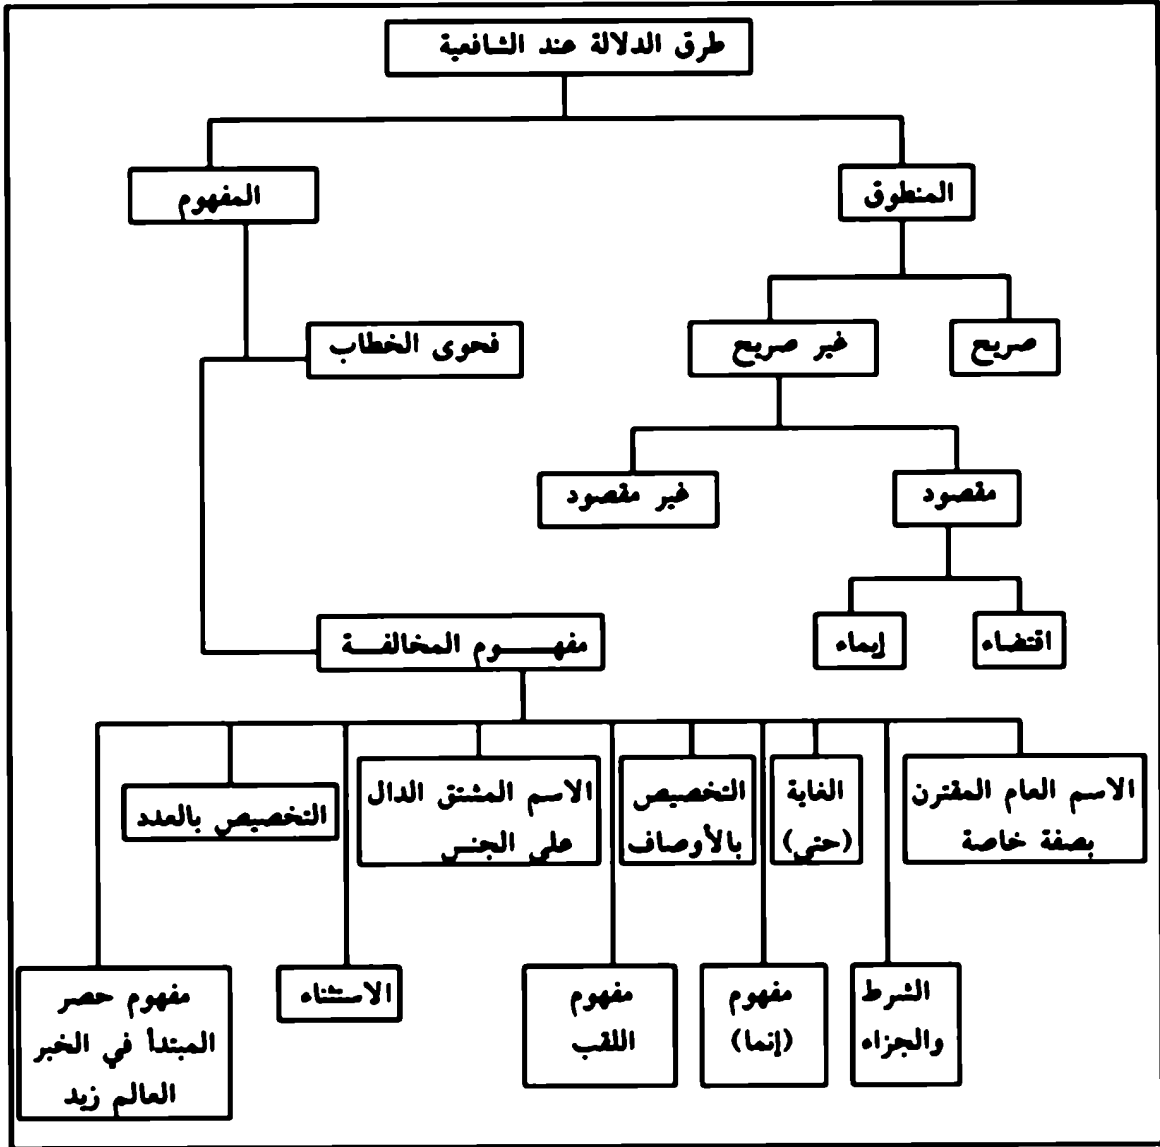 طرق الدلالة عند الشافعية
المنطوق
المفهوم
صريح
غير صريح
فحوى الخطاب
مقصود
غير مقصود
اقتضاء
إيماء
مفهـــــوم المخالفــة
الاسم العام المقترن
بصفة خاصة
الغاية
(حتى)
التخصيص
بالأوصاف
الاسم المشتق الدال
على الجنس
التخصيص بالعدد
الشرط
والجزاء
مفهوم
(إنما)
مفهوم
اللقب
الاستثناء
مفهوم حصر
المبتدأ في الخبر
العالم زيد